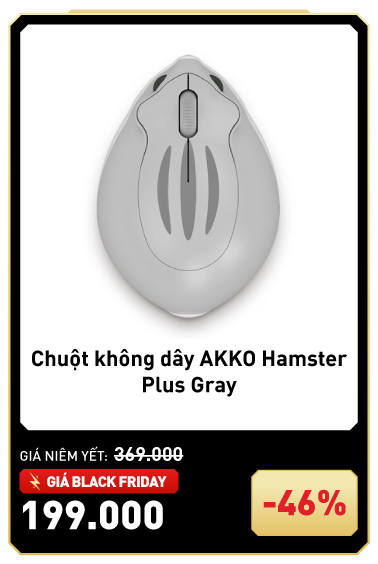 Chuột không dây AKKO Hamster
Plus Gray
GIÁ NIÊM YẾT: 369.000
GIÁ BLACK FRIDAY
199.000
-46%